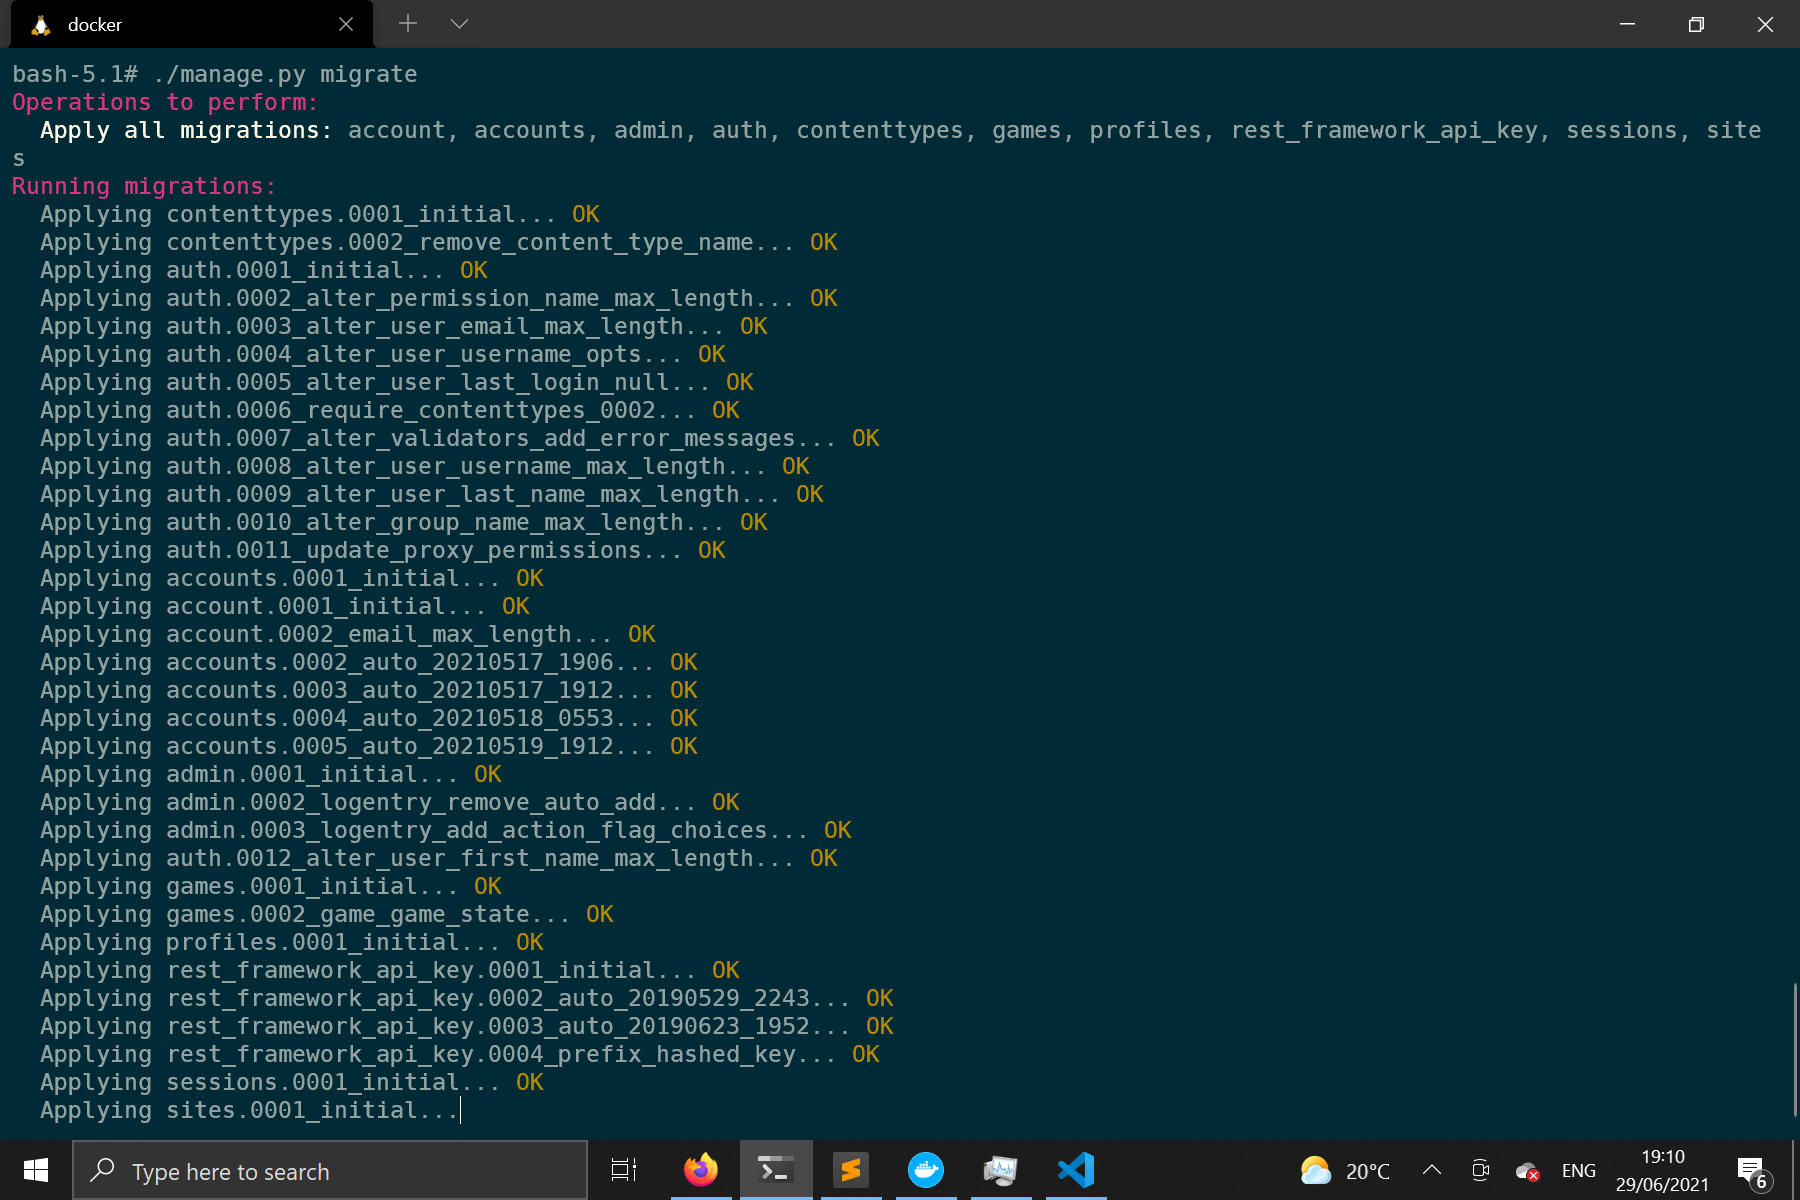 docker
bash-5.1# ./manage.py migrate
Operations to perform:
  Apply all migrations: account, accounts, admin, auth, contenttypes, games, profiles, rest_framework_api_key, sessions, site
s
Running migrations:
  Applying contenttypes.0001_initial... OK
  Applying contenttypes.0002_remove_content_type_name... OK
  Applying auth.0001_initial... OK
  Applying auth.0002_alter_permission_name_max_length... OK
  Applying auth.0003_alter_user_email_max_length... OK
  Applying auth.0004_alter_user_username_opts... OK
  Applying auth.0005_alter_user_last_login_null... OK
  Applying auth.0006_require_contenttypes_0002... OK
  Applying auth.0007_alter_validators_add_error_messages... OK
  Applying auth.0008_alter_user_username_max_length... OK
  Applying auth.0009_alter_user_last_name_max_length... OK
  Applying auth.0010_alter_group_name_max_length... OK
  Applying auth.0011_update_proxy_permissions... OK
  Applying accounts.0001_initial... OK
  Applying account.0001_initial... OK
  Applying account.0002_email_max_length... OK
  Applying accounts.0002_auto_20210517_1906... OK
  Applying accounts.0003_auto_20210517_1912... OK
  Applying accounts.0004_auto_20210518_0553... OK
  Applying accounts.0005_auto_20210519_1912... OK
  Applying admin.0001_initial... OK
  Applying admin.0002_logentry_remove_auto_add... OK
  Applying admin.0003_logentry_add_action_flag_choices... OK
  Applying auth.0012_alter_user_first_name_max_length... OK
  Applying games.0001_initial... OK
  Applying games.0002_game_game_state... OK
  Applying profiles.0001_initial... OK
  Applying rest_framework_api_key.0001_initial... OK
  Applying rest_framework_api_key.0002_auto_20190529_2243... OK
  Applying rest_framework_api_key.0003_auto_20190623_1952... OK
  Applying rest_framework_api_key.0004_prefix_hashed_key... OK
  Applying sessions.0001_initial... OK
  Applying sites.0001_initial...
Type here to search
20°C
ENG
19:10
29/06/2021
6